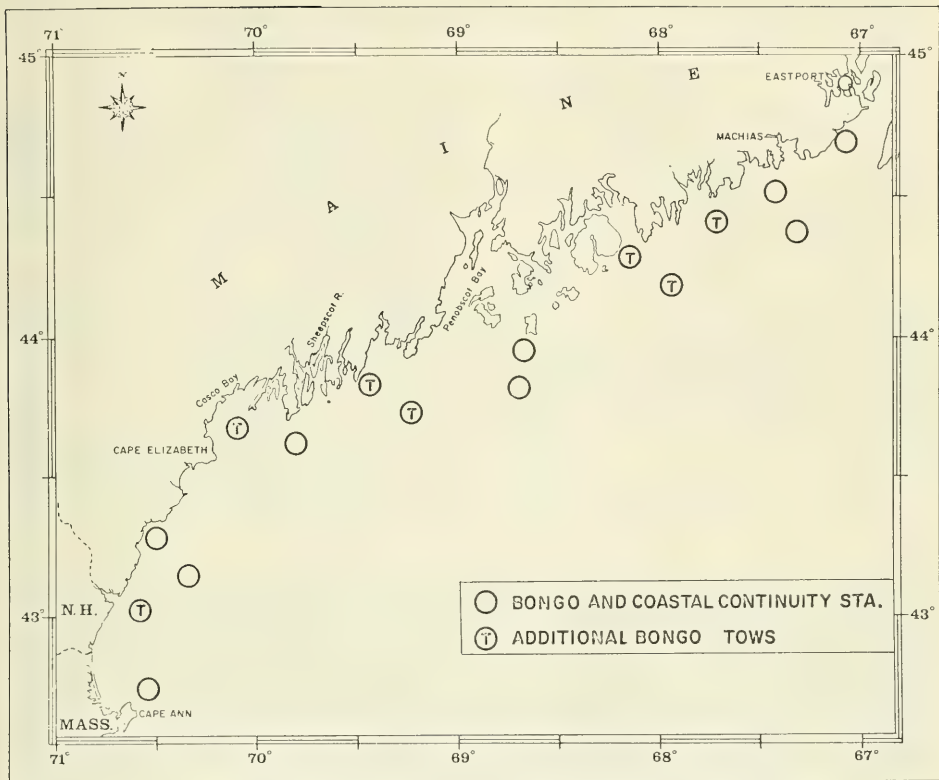 71° 70° 69° 68° 67°
45° 45°
N
E
EASTPORT
N
MACHIAS
I
A
M
Sheepscot R.
Penobscot Bay
44° 44°
Casco Bay
CAPE ELIZABETH
T
T
T
T
T
T
T
43° 43°
N.H.
BONGO AND COASTAL CONTINUITY STA.
T ADDITIONAL BONGO TOWS
CAPE ANN
MASS.
71° 70° 69° 68° 67°